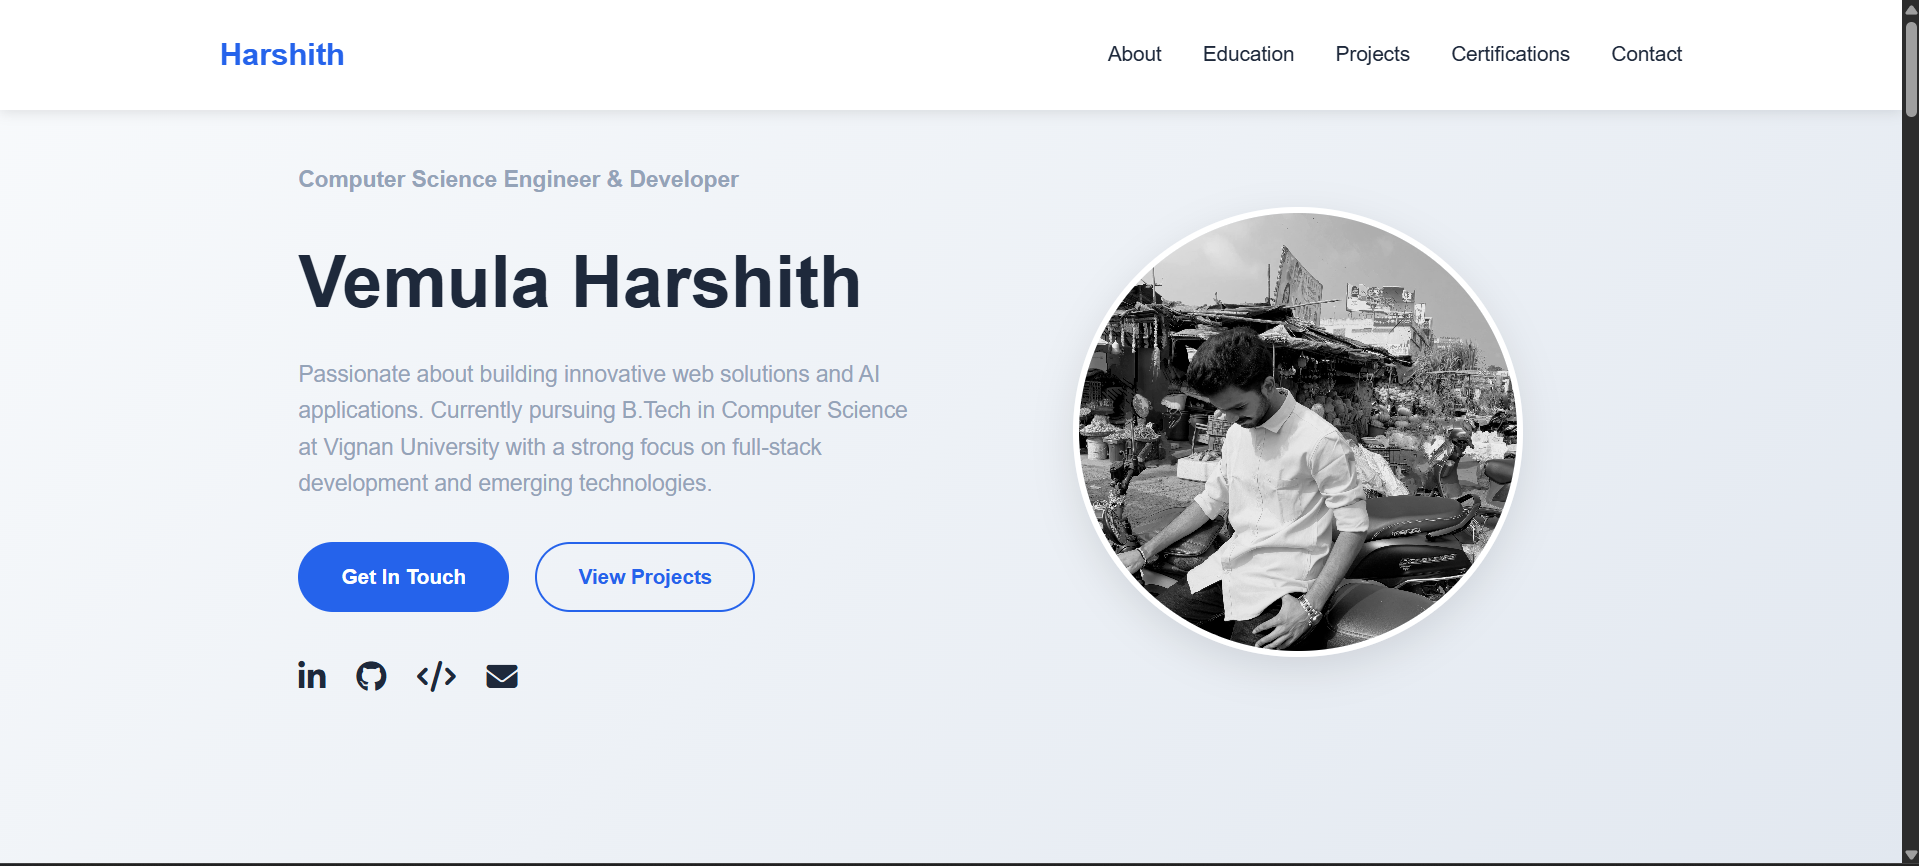 Harshith
About
Education
Projects
Certifications
Contact
Computer Science Engineer & Developer
Vemula Harshith
Passionate about building innovative web solutions and AI
applications. Currently pursuing B.Tech in Computer Science
at Vignan University with a strong focus on full-stack
development and emerging technologies.
Get In Touch
View Projects